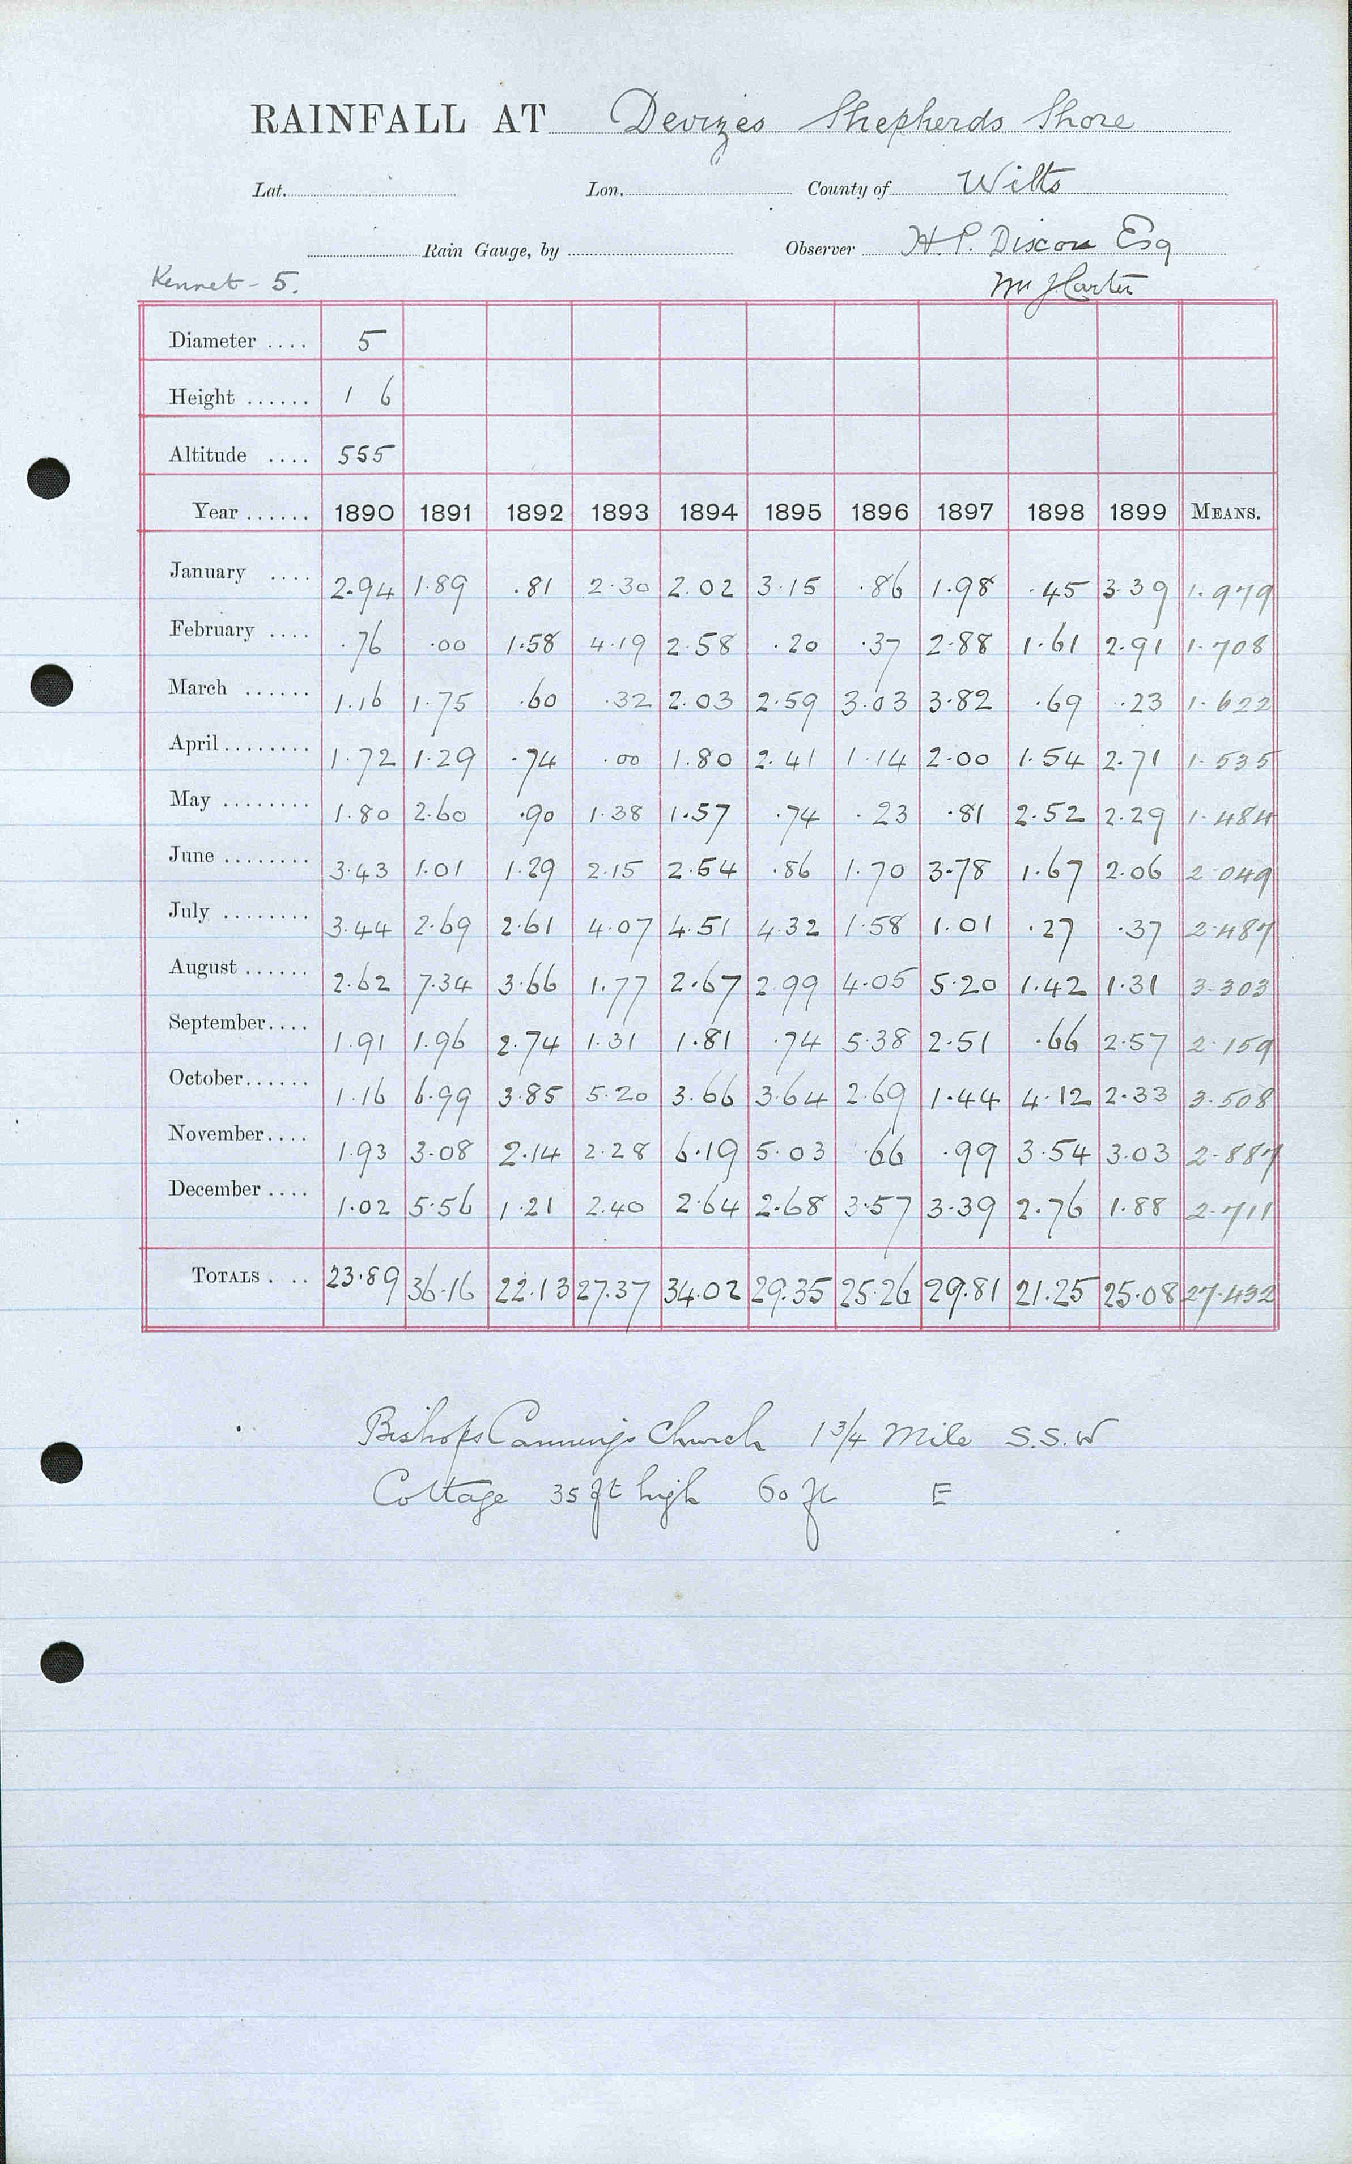 RAINFALL AT Devizes Shepherds Shore
Lat. Lon. County of Wilts
Rain Gauge, by Observer H.P. Discon Esq
Kennet - 5. Mr J Carter
Diameter .... 5
Height ...... 1 6
Altitude .... 555
Year ...... 1890 1891 1892 1893 1894 1895 1896 1897 1898 1899 MEANS.
January .... 2.94 1.89 .81 2.30 2.02 3.15 .86 1.98 .45 3.39 1.979
February .... .76 .00 1.58 4.19 2.58 .20 .37 2.88 1.61 2.91 1.708
March ...... 1.16 1.75 .60 .32 2.03 2.59 3.03 3.82 .69 .23 1.622
April ........ 1.72 1.29 .74 .00 1.80 2.41 1.14 2.00 1.54 2.71 1.535
May ........ 1.80 2.60 .90 1.38 1.57 .74 .23 .81 2.52 2.29 1.484
June ........ 3.43 1.01 1.29 2.15 2.54 .86 1.70 3.78 1.67 2.06 2.049
July ........ 3.44 2.69 2.61 4.07 4.51 4.32 1.58 1.01 .27 .37 2.487
August ...... 2.62 7.34 3.66 1.77 2.67 2.99 4.05 5.20 1.42 1.31 3.303
September.... 1.91 1.96 2.74 1.31 1.81 .74 5.38 2.51 .66 2.57 2.159
October...... 1.16 6.99 3.85 5.20 3.66 3.64 2.69 1.44 4.12 2.33 3.508
November.... 1.93 3.08 2.14 2.28 6.19 5.03 .66 .99 3.54 3.03 2.887
December .... 1.02 5.56 1.21 2.40 2.64 2.68 3.57 3.39 2.76 1.88 2.711
TOTALS . .. 23.89 36.16 22.13 27.37 34.02 29.35 25.26 29.81 21.25 25.08 27.432
Bishops Cannings Church 1 3/4 Mile S.S.W
Cottage 35 ft high 60 ft E